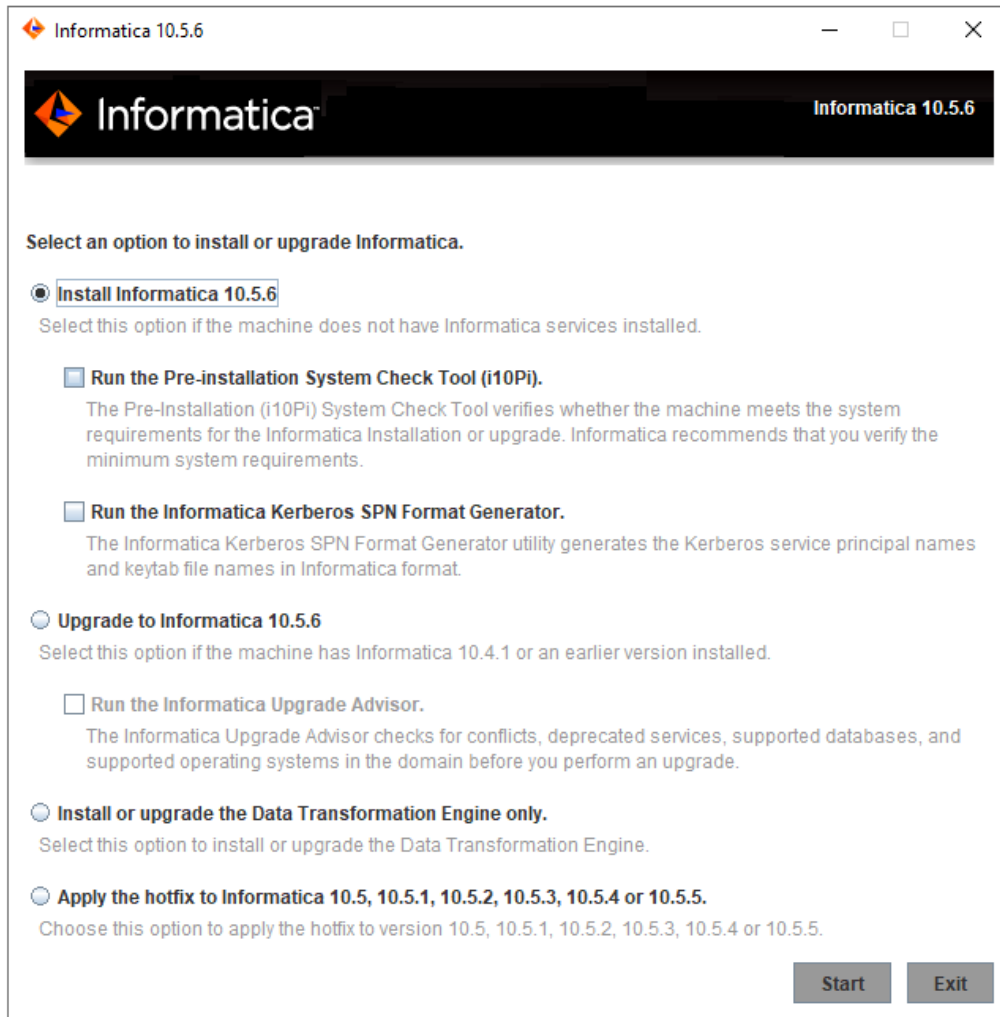 Informatica 10.5.6
Informatica™
Informatica 10.5.6
Select an option to install or upgrade Informatica.
Install Informatica 10.5.6
Select this option if the machine does not have Informatica services installed.
Run the Pre-installation System Check Tool (i10Pi).
The Pre-Installation (i10Pi) System Check Tool verifies whether the machine meets the system
requirements for the Informatica Installation or upgrade. Informatica recommends that you verify the
minimum system requirements.
Run the Informatica Kerberos SPN Format Generator.
The Informatica Kerberos SPN Format Generator utility generates the Kerberos service principal names
and keytab file names in Informatica format.
Upgrade to Informatica 10.5.6
Select this option if the machine has Informatica 10.4.1 or an earlier version installed.
Run the Informatica Upgrade Advisor.
The Informatica Upgrade Advisor checks for conflicts, deprecated services, supported databases, and
supported operating systems in the domain before you perform an upgrade.
Install or upgrade the Data Transformation Engine only.
Select this option to install or upgrade the Data Transformation Engine.
Apply the hotfix to Informatica 10.5, 10.5.1, 10.5.2, 10.5.3, 10.5.4 or 10.5.5.
Choose this option to apply the hotfix to version 10.5, 10.5.1, 10.5.2, 10.5.3, 10.5.4 or 10.5.5.
Start
Exit